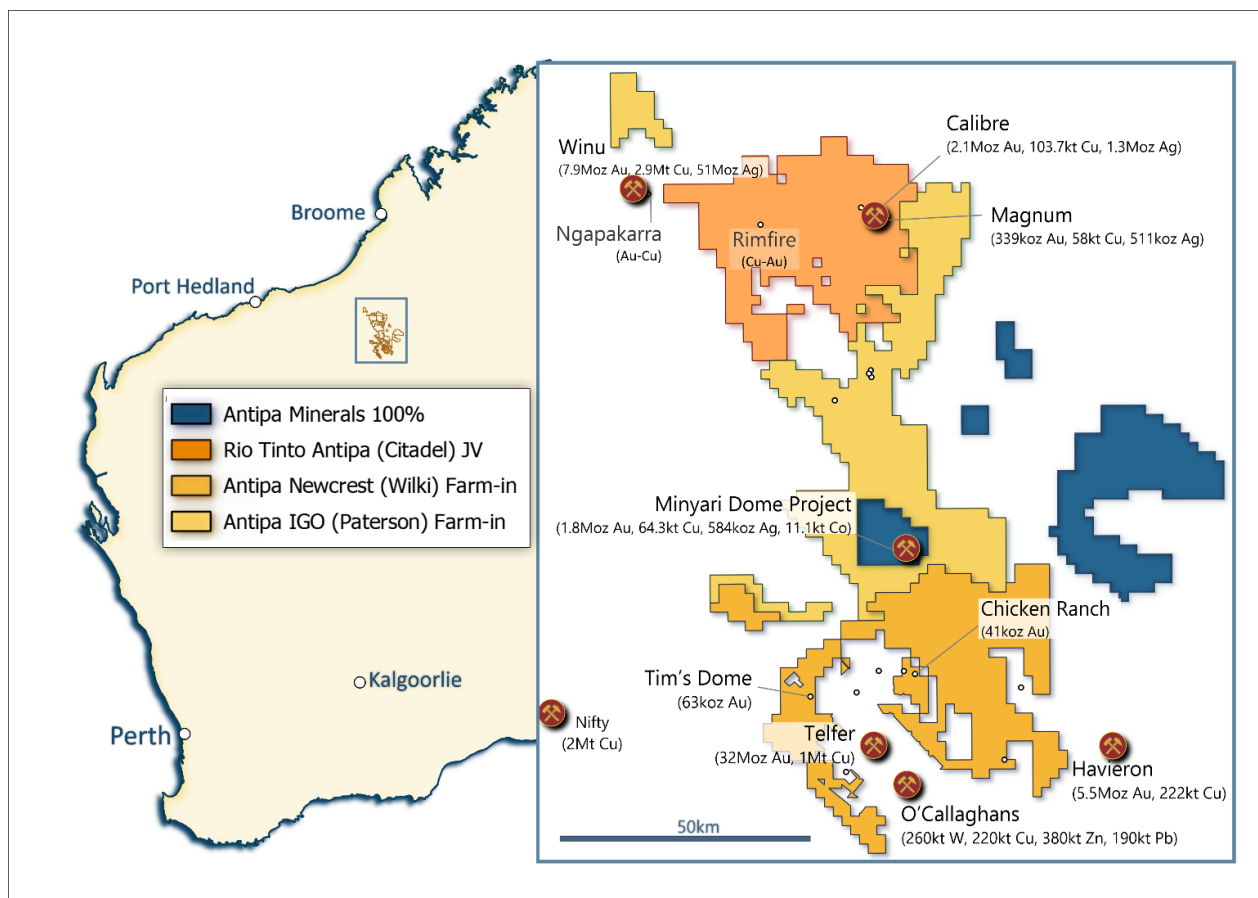 Broome
Port Hedland
Kalgoorlie
Perth
Antipa Minerals 100%
Rio Tinto Antipa (Citadel) JV
Antipa Newcrest (Wilki) Farm-in
Antipa IGO (Paterson) Farm-in
Calibre
(2.1Moz Au, 103.7kt Cu, 1.3Moz Ag)
Winu
(7.9Moz Au, 2.9Mt Cu, 51Moz Ag)
Magnum
(339koz Au, 58kt Cu, 511koz Ag)
Ngapakarra
(Au-Cu)
Rimfire
(Cu-Au)
Minyari Dome Project
(1.8Moz Au, 64.3kt Cu, 584koz Ag, 11.1kt Co)
Chicken Ranch
(41koz Au)
Tim's Dome
(63koz Au)
Nifty
(2Mt Cu)
Telfer
(32Moz Au, 1Mt Cu)
Havieron
(5.5Moz Au, 222kt Cu)
O'Callaghans
(260kt W, 220kt Cu, 380kt Zn, 190kt Pb)
50km